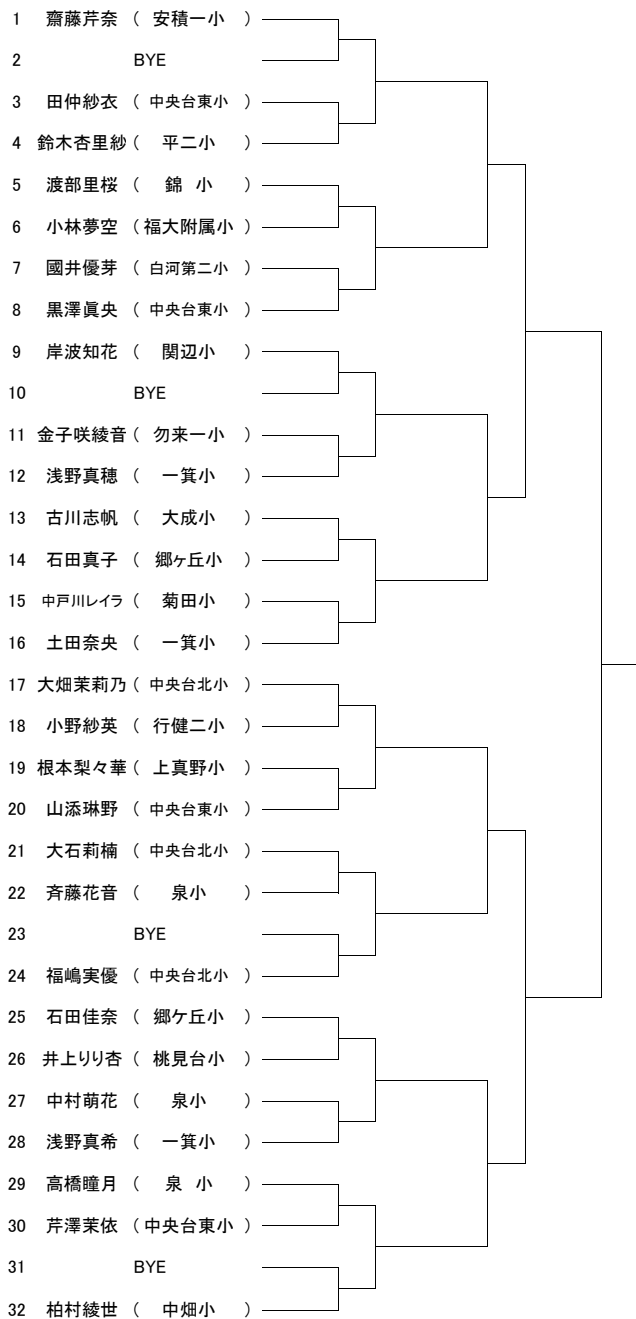 1 齋藤芹奈 ( 安積一小 )
2 BYE
3 田仲紗衣 ( 中央台東小 )
4 鈴木杏里紗 ( 平二小 )
5 渡部里桜 ( 錦 小 )
6 小林夢空 ( 福大附属小 )
7 國井優芽 ( 白河第二小 )
8 黒澤眞央 ( 中央台東小 )
9 岸波知花 ( 関辺小 )
10 BYE
11 金子咲綾音 ( 勿来一小 )
12 浅野真穂 ( 一箕小 )
13 古川志帆 ( 大成小 )
14 石田真子 ( 郷ヶ丘小 )
15 中戸川レイラ ( 菊田小 )
16 土田奈央 ( 一箕小 )
17 大畑茉莉乃 ( 中央台北小 )
18 小野紗英 ( 行健二小 )
19 根本梨々華 ( 上真野小 )
20 山添琳野 ( 中央台東小 )
21 大石莉楠 ( 中央台北小 )
22 斉藤花音 ( 泉小 )
23 BYE
24 福嶋実優 ( 中央台北小 )
25 石田佳奈 ( 郷ケ丘小 )
26 井上りり杏 ( 桃見台小 )
27 中村萌花 ( 泉小 )
28 浅野真希 ( 一箕小 )
29 高橋瞳月 ( 泉 小 )
30 芹澤茉依 ( 中央台東小 )
31 BYE
32 柏村綾世 ( 中畑小 )